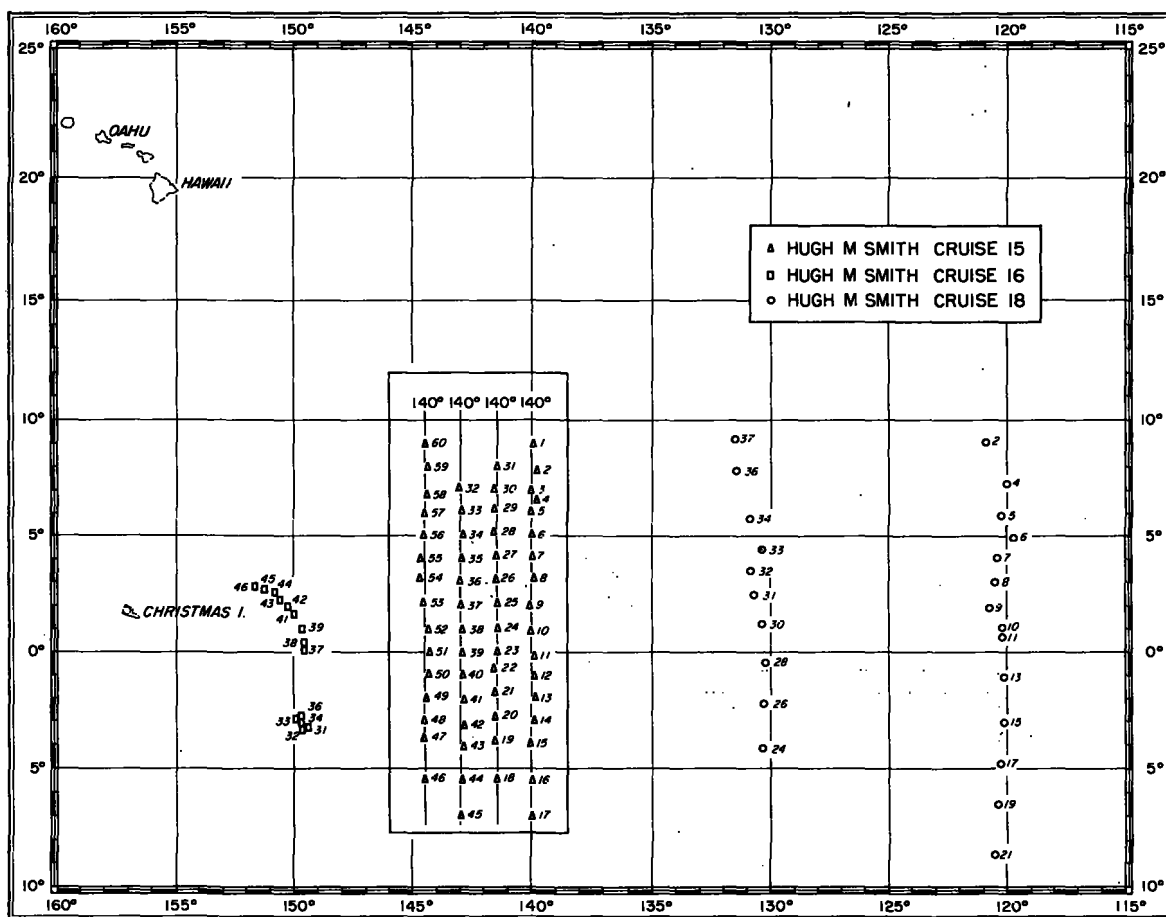 160° 155° 150° 145° 140° 135° 130° 125° 120° 115°
25° 25°
OAHU
HAWAII
20° 20°
▲ HUGH M SMITH CRUISE 15
□ HUGH M SMITH CRUISE 16
○ HUGH M SMITH CRUISE 18
15° 15°
10° 10°
140° 140° 140° 140°
60 1 37 2
59 31 2 36
58 32 30 3 4
4
57 33 29 5 34 5
56 34 28 6 6
55 35 27 7 33 7
54 36 26 8 32 8
5° 5°
46 45 44
43 42
41
39
38
37
CHRISTMAS I.
53 37 25 9 31 9
52 38 24 10 30 10
11
51 39 23 11 28
0° 0°
50 40 22 12 13
49 41 21 13 26
48 42 20 14 15
47 43 19 15 24 17
36
33 34
32 31
5° 5°
46 44 18 16 19
45 17 21
10° 10°
160° 155° 150° 145° 140° 135° 130° 125° 120° 115°